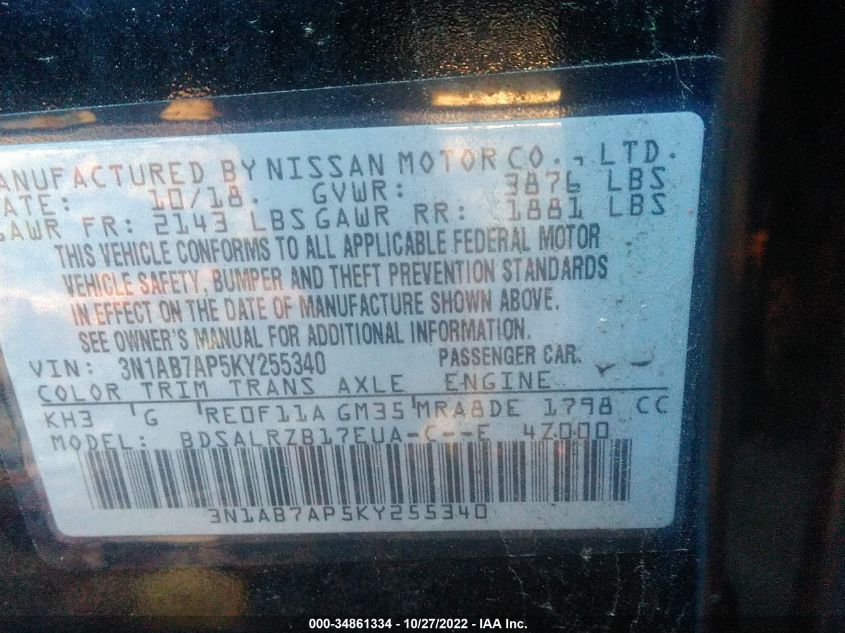 ANUFACTURED BY NISSAN MOTOR CO., LTD.
ATE: 10/18. GVWR: 3876 LBS
GAWR FR: 2143 LBS GAWR RR: 1881 LBS
THIS VEHICLE CONFORMS TO ALL APPLICABLE FEDERAL MOTOR
VEHICLE SAFETY, BUMPER AND THEFT PREVENTION STANDARDS
IN EFFECT ON THE DATE OF MANUFACTURE SHOWN ABOVE.
SEE OWNER'S MANUAL FOR ADDITIONAL INFORMATION.
VIN: 3N1AB7AP5KY255340 PASSENGER CAR.
COLOR TRIM TRANS AXLE ENGINE
KH3 G RE0F11A GM35 MRA8DE 1798 CC
MODEL: BDSALRZB17EUA-C--E 4Z000
3N1AB7AP5KY255340
000-34861334 - 10/27/2022 - IAA Inc.